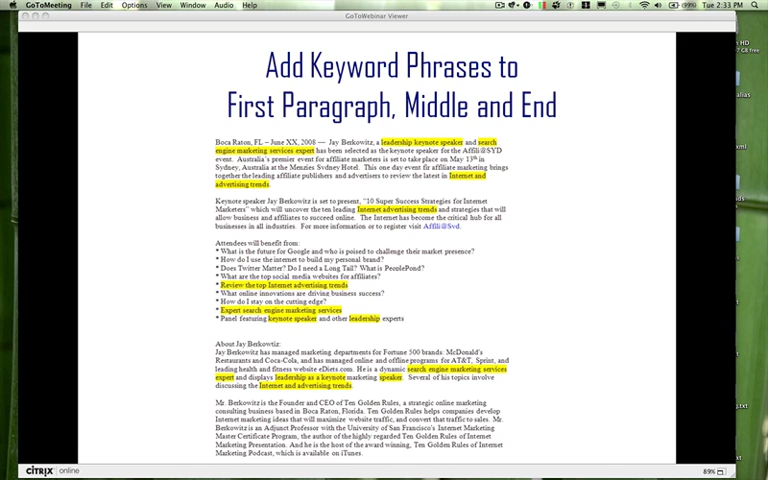 GoToMeeting File Edit Options View Window Audio Help
(99%) Tue 2:33 PM
GoToWebinar Viewer
Add Keyword Phrases to
First Paragraph, Middle and End
Boca Raton, FL – June XX, 2008 — Jay Berkowitz, a leadership keynote speaker and search
engine marketing services expert has been selected as the keynote speaker for the Affili@SYD
event. Australia's premier event for affiliate marketers is set to take place on May 13th in
Sydney, Australia at the Menzies Sydney Hotel. This one day event fir affiliate marketing brings
together the leading affiliate publishers and advertisers to review the latest in Internet and
advertising trends.
Keynote speaker Jay Berkowitz is set to present, "10 Super Success Strategies for Internet
Marketers" which will uncover the ten leading Internet advertising trends and strategies that will
allow business and affiliates to succeed online. The Internet has become the critical hub for all
businesses in all industries. For more information or to register visit Affili@Syd.
Attendees will benefit from:
* What is the future for Google and who is poised to challenge their market presence?
* How do I use the internet to build my personal brand?
* Does Twitter Matter? Do I need a Long Tail? What is PeoplePond?
* What are the top social media websites for affiliates?
* Review the top Internet advertising trends
* What online innovations are driving business success?
* How do I stay on the cutting edge?
* Expert search engine marketing services
* Panel featuring keynote speaker and other leadership experts
About Jay Berkowtiz:
Jay Berkowitz has managed marketing departments for Fortune 500 brands: McDonald's
Restaurants and Coca-Cola, and has managed online and offline programs for AT&T, Sprint, and
leading health and fitness website eDiets.com. He is a dynamic search engine marketing services
expert and displays leadership as a keynote marketing speaker. Several of his topics involve
discussing the Internet and advertising trends.
Mr. Berkowitz is the Founder and CEO of Ten Golden Rules, a strategic online marketing
consulting business based in Boca Raton, Florida. Ten Golden Rules helps companies develop
Internet marketing ideas that will maximize website traffic, and convert that traffic to sales. Mr.
Berkowitz is an Adjunct Professor with the University of San Francisco's Internet Marketing
Master Certificate Program, the author of the highly regarded Ten Golden Rules of Internet
Marketing Presentation. And he is the host of the award winning, Ten Golden Rules of Internet
Marketing Podcast, which is available on iTunes.
CITRIX online
89%